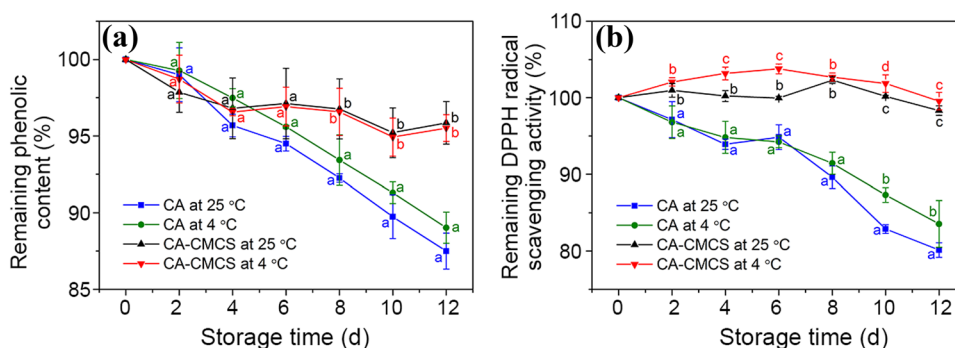 (a)
Remaining phenolic
content (%)
100
95
90
85
a a a a a a b b b
a a a a b b b
a a a a a a
a a a a a
CA at 25 °C
CA at 4 °C
CA-CMCS at 25 °C
CA-CMCS at 4 °C
0 2 4 6 8 10 12
Storage time (d)
(b)
Remaining DPPH radical
scavenging activity (%)
100
90
80
b c c b d c
b b b b c c
a a a a b b
a a a a a a
CA at 25 °C
CA at 4 °C
CA-CMCS at 25 °C
CA-CMCS at 4 °C
0 2 4 6 8 10 12
Storage time (d)